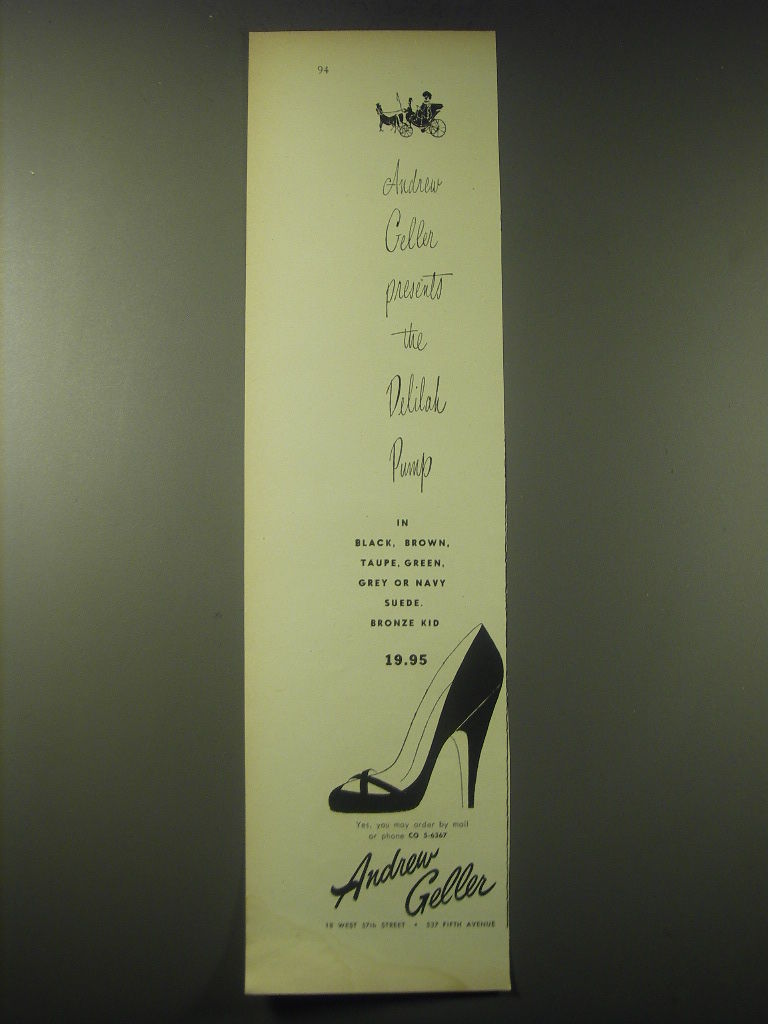 94
Andrew
Geller
presents
the
Delilah
Pump
IN
BLACK, BROWN,
TAUPE, GREEN,
GREY OR NAVY
SUEDE.
BRONZE KID
19.95
Yes, you may order by mail
or phone CO 5-6367
Andrew
Geller
18 WEST 57th STREET • 537 FIFTH AVENUE